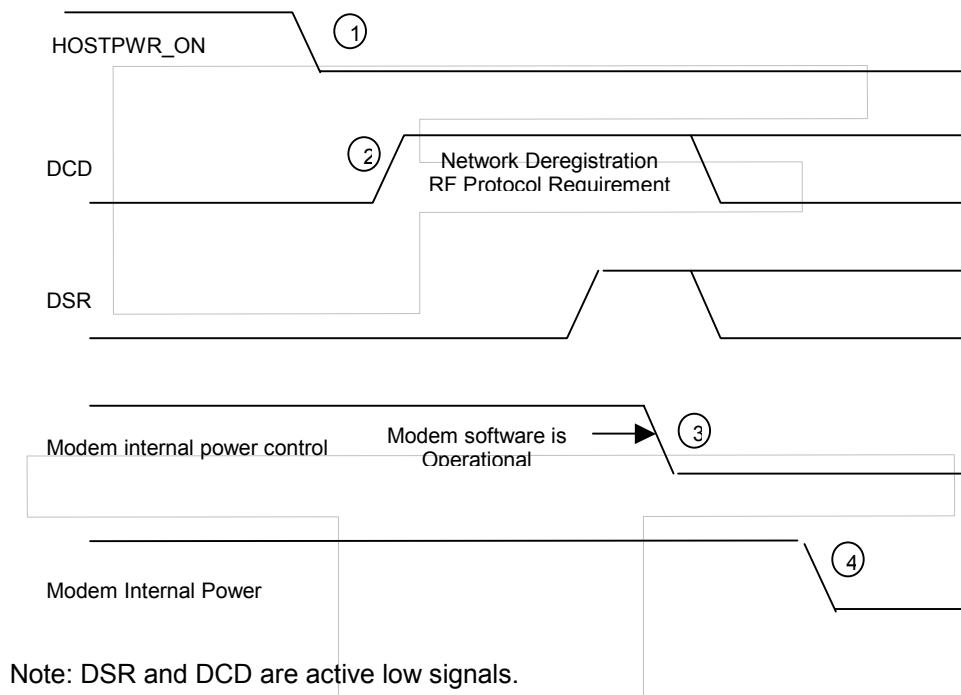 HOSTPWR_ON
1
DCD
2
Network Deregistration
RF Protocol Requirement
DSR
Modem internal power control
Modem software is
Operational
3
Modem Internal Power
4
Note: DSR and DCD are active low signals.